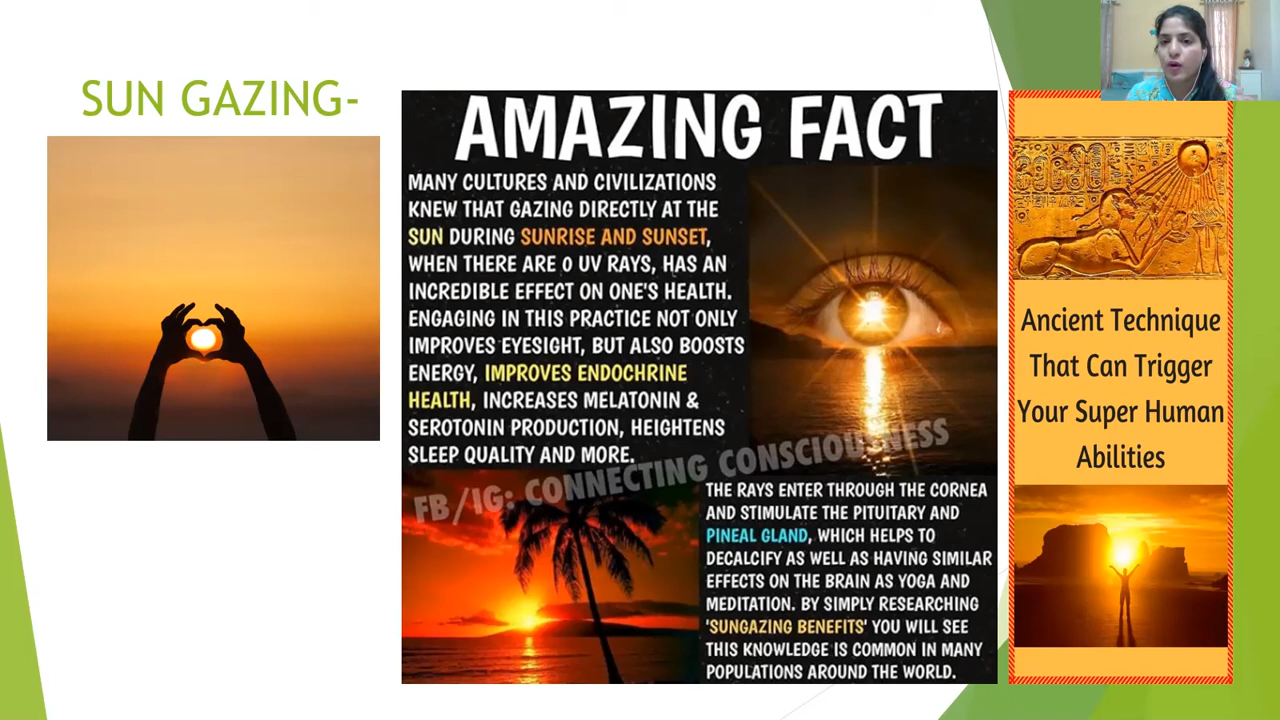 SUN GAZING-
AMAZING FACT
MANY CULTURES AND CIVILIZATIONS
KNEW THAT GAZING DIRECTLY AT THE
SUN DURING SUNRISE AND SUNSET,
WHEN THERE ARE 0 UV RAYS, HAS AN
INCREDIBLE EFFECT ON ONE'S HEALTH.
ENGAGING IN THIS PRACTICE NOT ONLY
IMPROVES EYESIGHT, BUT ALSO BOOSTS
ENERGY, IMPROVES ENDOCRINE
HEALTH, INCREASES MELATONIN &
SEROTONIN PRODUCTION, HEIGHTENS
SLEEP QUALITY AND MORE.
FB/IG: CONNECTING CONSCIOUSNESS
THE RAYS ENTER THROUGH THE CORNEA
AND STIMULATE THE PITUITARY AND
PINEAL GLAND, WHICH HELPS TO
DECALCIFY AS WELL AS HAVING SIMILAR
EFFECTS ON THE BRAIN AS YOGA AND
MEDITATION. BY SIMPLY RESEARCHING
'SUNGAZING BENEFITS' YOU WILL SEE
THIS KNOWLEDGE IS COMMON IN MANY
POPULATIONS AROUND THE WORLD.
Ancient Technique
That Can Trigger
Your Super Human
Abilities